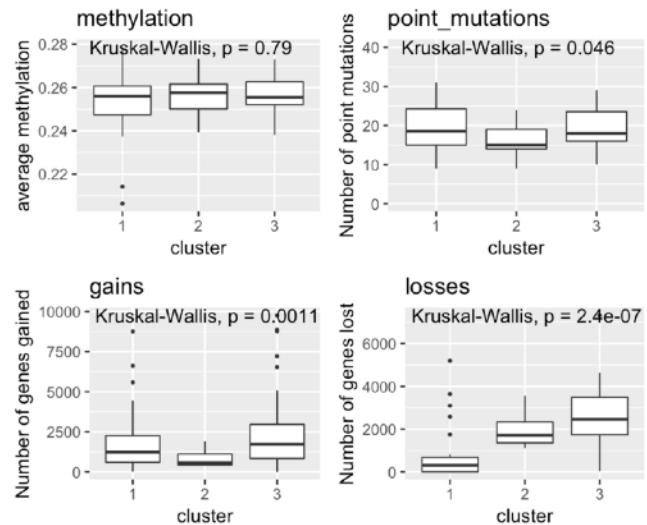 methylation
Kruskal-Wallis, p = 0.79
average methylation
0.28
0.26
0.24
0.22
1 2 3
cluster
point_mutations
Kruskal-Wallis, p = 0.046
Number of point mutations
40
30
20
10
0
1 2 3
cluster
gains
Kruskal-Wallis, p = 0.0011
Number of genes gained
10000
7500
5000
2500
0
1 2 3
cluster
losses
Kruskal-Wallis, p = 2.4e-07
Number of genes lost
6000
4000
2000
0
1 2 3
cluster